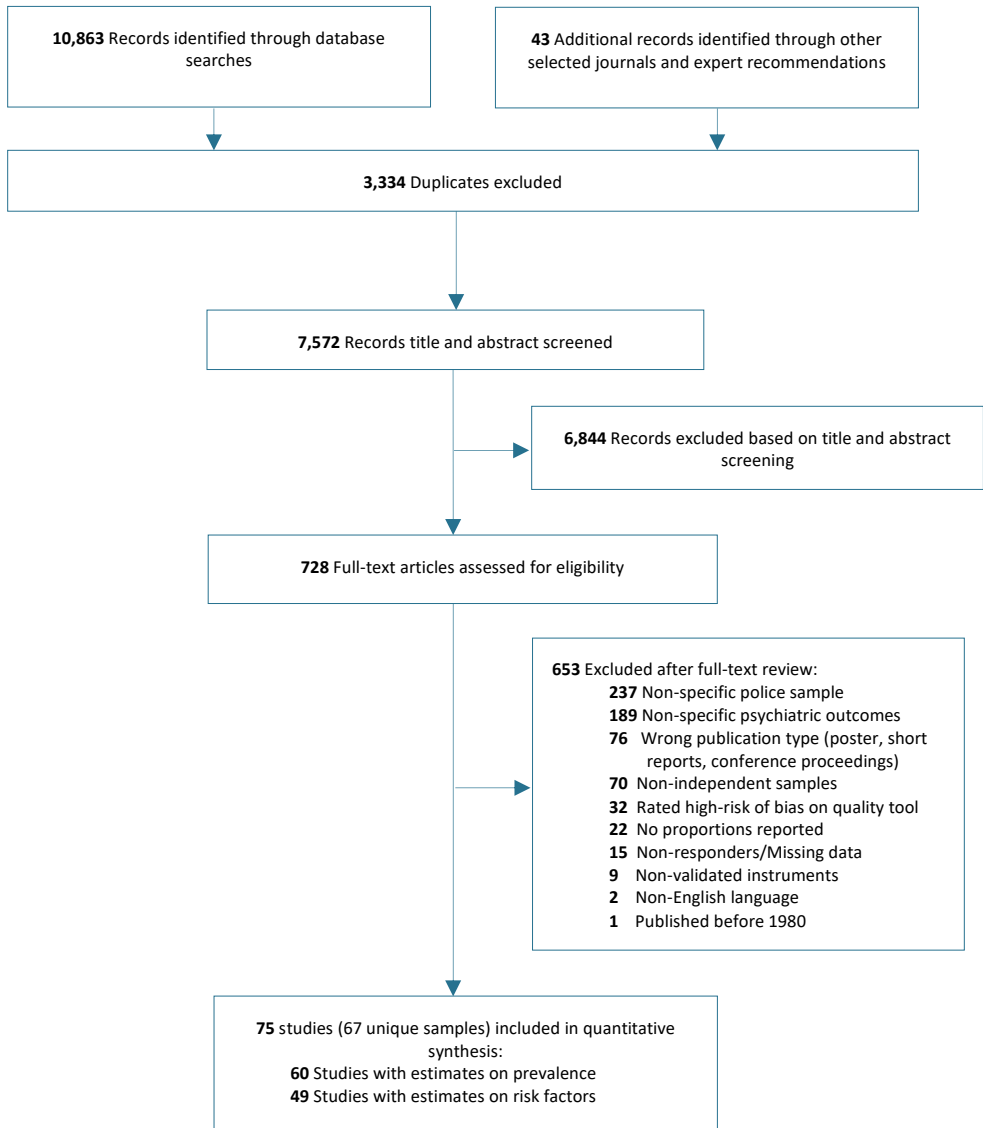 10,863 Records identified through database
searches
43 Additional records identified through other
selected journals and expert recommendations
3,334 Duplicates excluded
7,572 Records title and abstract screened
6,844 Records excluded based on title and abstract
screening
728 Full-text articles assessed for eligibility
653 Excluded after full-text review:
237 Non-specific police sample
189 Non-specific psychiatric outcomes
76 Wrong publication type (poster, short
reports, conference proceedings)
70 Non-independent samples
32 Rated high-risk of bias on quality tool
22 No proportions reported
15 Non-responders/Missing data
9 Non-validated instruments
2 Non-English language
1 Published before 1980
75 studies (67 unique samples) included in quantitative
synthesis:
60 Studies with estimates on prevalence
49 Studies with estimates on risk factors